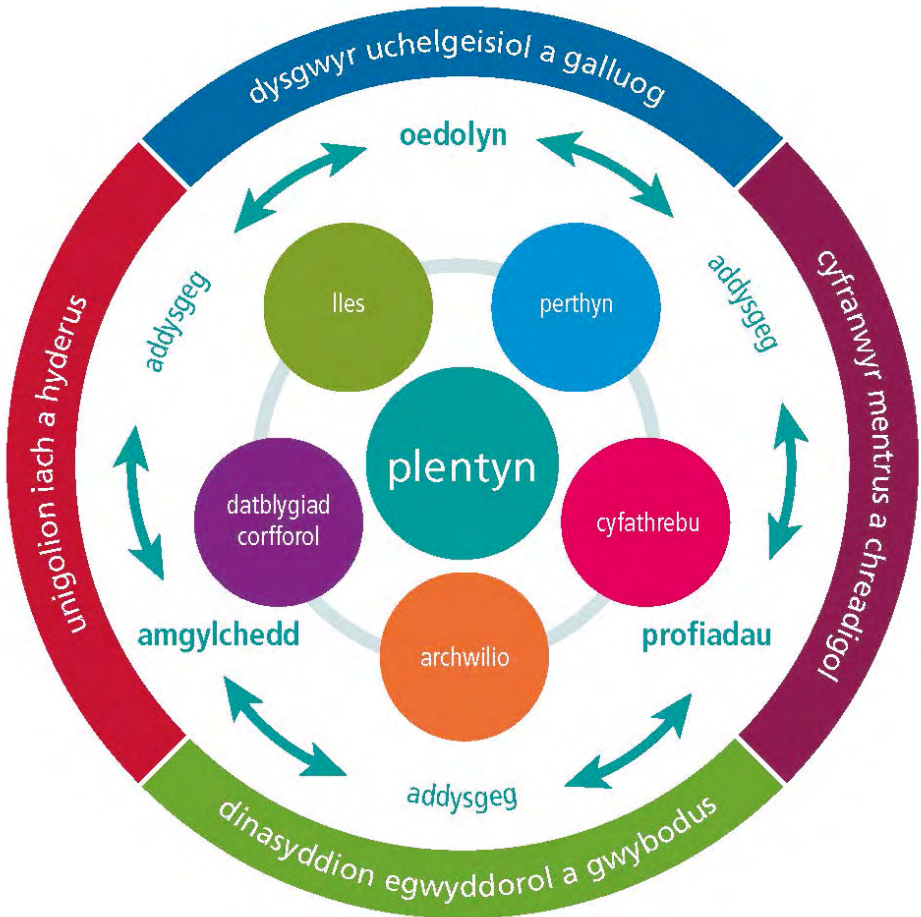 dysgwyr uchelgeisiol a galluog
oedolyn
addysgeg
addysgeg
lles
perthyn
unigolion iach a hyderus
cyfranwyr mentrus a chreadigol
plentyn
datblygiad
corfforol
cyfathrebu
amgylchedd
profiadau
archwilio
addysgeg
dinasyddion egwyddorol a gwybodus